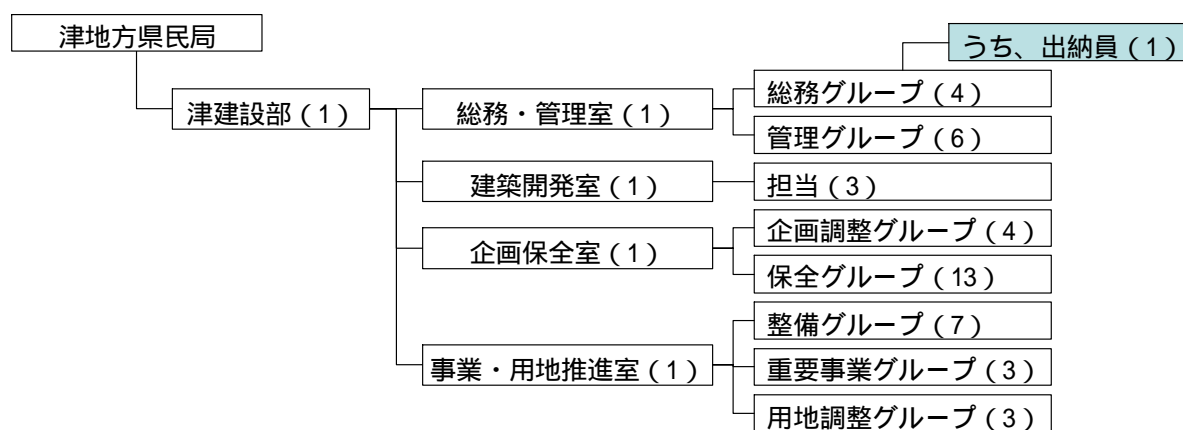 津地方県民局
うち、出納員（1）
津建設部（1）
総務・管理室（1）
総務グループ（4）
管理グループ（6）
建築開発室（1）
担当（3）
企画保全室（1）
企画調整グループ（4）
保全グループ（13）
事業・用地推進室（1）
整備グループ（7）
重要事業グループ（3）
用地調整グループ（3）